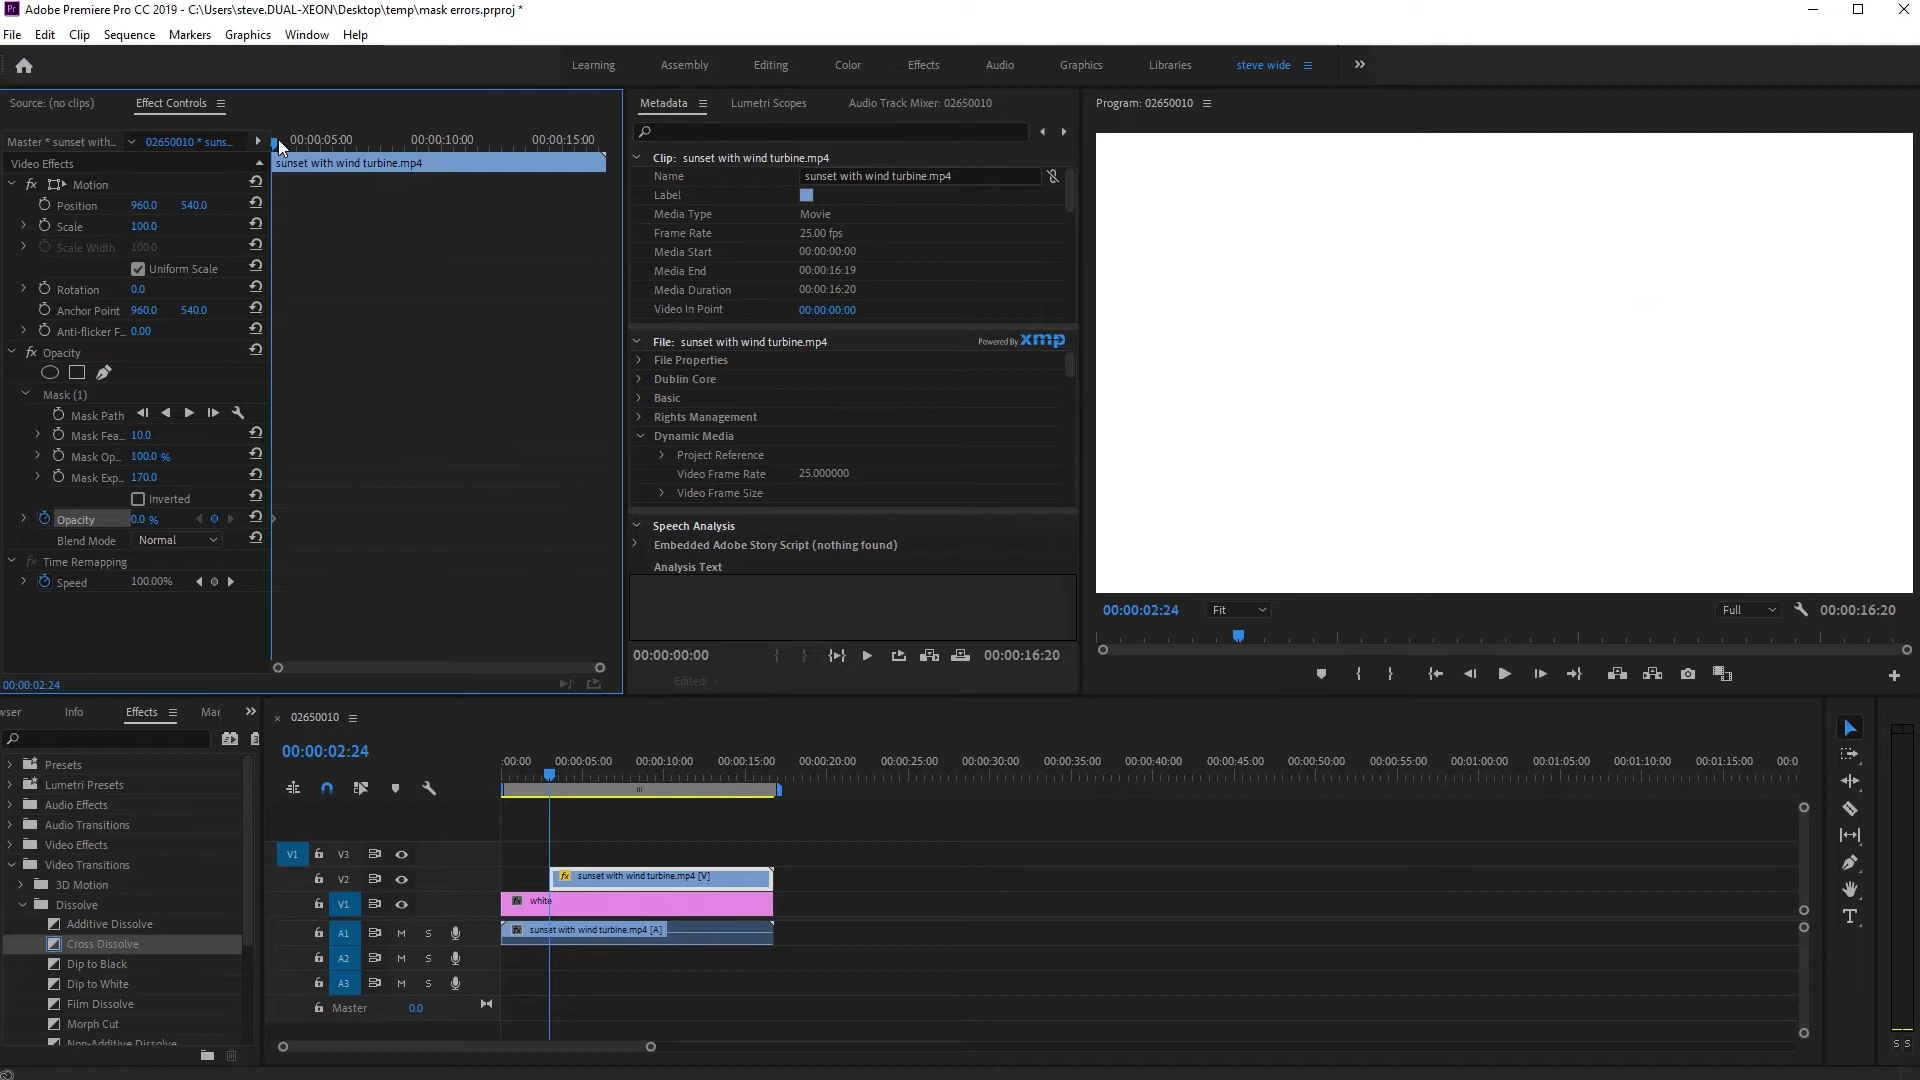 Adobe Premiere Pro CC 2019 - C:\Users\steve.DUAL-XEON\Desktop\temp\mask errors.prproj *
File Edit Clip Sequence Markers Graphics Window Help
Learning Assembly Editing Color Effects Audio Graphics Libraries steve wide
Source: (no clips) Effect Controls
Master * sunset with... 02650010 * suns...
00:00:05:00 00:00:10:00 00:00:15:00
Video Effects
sunset with wind turbine.mp4
fx Motion
Position 960.0 540.0
Scale 100.0
Scale Width 100.0
Uniform Scale
Rotation 0.0
Anchor Point 960.0 540.0
Anti-flicker F... 0.00
fx Opacity
Mask (1)
Mask Path
Mask Fea... 10.0
Mask Op... 100.0 %
Mask Exp... 170.0
Inverted
Opacity 0.0 %
Blend Mode Normal
fx Time Remapping
Speed 100.00%
00:00:02:24
Metadata Lumetri Scopes Audio Track Mixer: 02650010
Clip: sunset with wind turbine.mp4
Name sunset with wind turbine.mp4
Label
Media Type Movie
Frame Rate 25.00 fps
Media Start 00:00:00:00
Media End 00:00:16:19
Media Duration 00:00:16:20
Video In Point 00:00:00:00
File: sunset with wind turbine.mp4 Powered By xmp
File Properties
Dublin Core
Basic
Rights Management
Dynamic Media
Project Reference
Video Frame Rate 25.000000
Video Frame Size
Speech Analysis
Embedded Adobe Story Script (nothing found)
Analysis Text
00:00:00:00 00:00:16:20
Edited: -
Program: 02650010
00:00:02:24 Fit Full 00:00:16:20
wser Info Effects Mar
Presets
Lumetri Presets
Audio Effects
Audio Transitions
Video Effects
Video Transitions
3D Motion
Dissolve
Additive Dissolve
Cross Dissolve
Dip to Black
Dip to White
Film Dissolve
Morph Cut
Non-Additive Dissolve
02650010
00:00:02:24
:00:00 00:00:05:00 00:00:10:00 00:00:15:00 00:00:20:00 00:00:25:00 00:00:30:00 00:00:35:00 00:00:40:00 00:00:45:00 00:00:50:00 00:00:55:00 00:01:00:00 00:01:05:00 00:01:10:00 00:01:15:00 00:0
V1 V3
V2 fx sunset with wind turbine.mp4 [V]
V1 fx white
A1 M S fx sunset with wind turbine.mp4 [A]
A2 M S
A3 M S
Master 0.0
S S